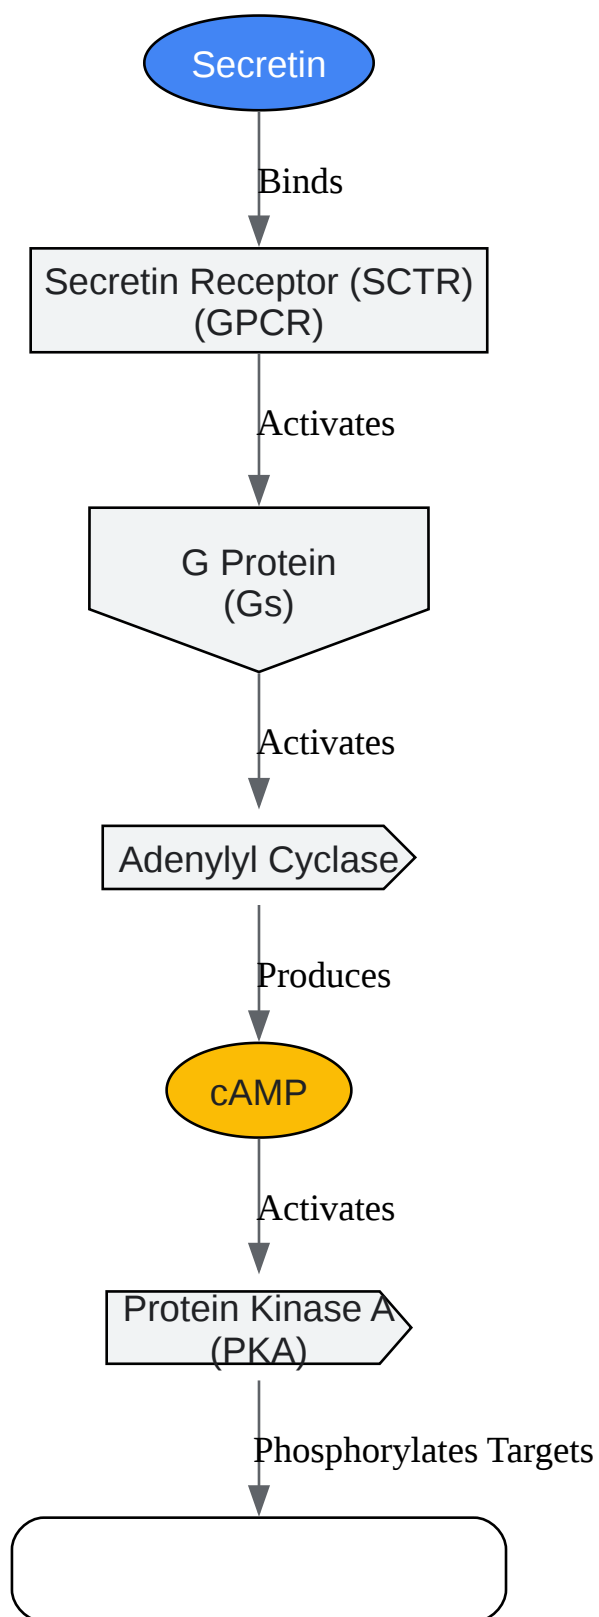 Secretin
Binds
Secretin Receptor (SCTR)
(GPCR)
Activates
G Protein
(Gs)
Activates
Adenylyl Cyclase
Produces
cAMP
Activates
Protein Kinase A
(PKA)
Phosphorylates Targets